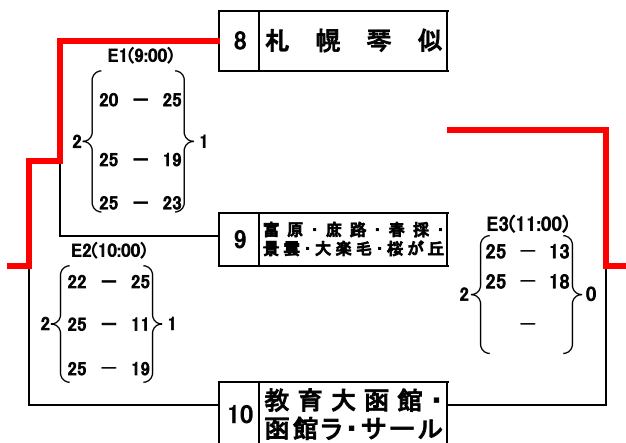 8 札幌琴似
E1(9:00)
20 － 25
2 25 － 19 1
25 － 23
9 富原・庶路・春採・
景雲・大楽毛・桜が丘
E2(10:00)
22 － 25
2 25 － 11 1
25 － 19
E3(11:00)
25 － 13
25 － 18
2 0
－
10 教育大函館・
函館ラ・サール